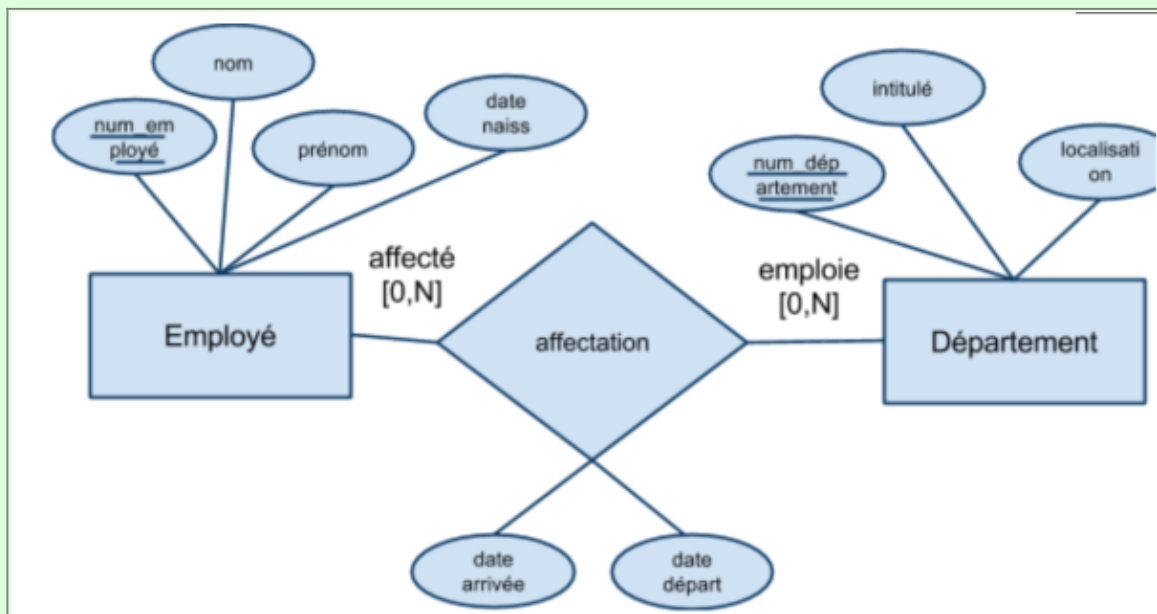 nom
num_em
ployé
prénom
date
naiss
intitulé
num_dép
artement
localisati
on
affecté
[0,N]
emploie
[0,N]
Employé
affectation
Département
date
arrivée
date
départ